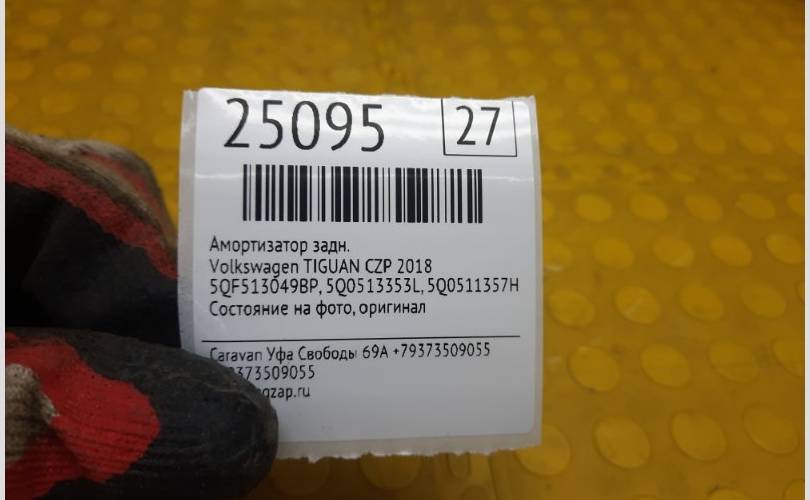 25095 27
Амортизатор задн.
Volkswagen TIGUAN CZP 2018
5QF513049BP, 5Q0513353L, 5Q0511357H
Состояние на фото, оригинал
Caravan Уфа Свободы 69А +79373509055
373509055